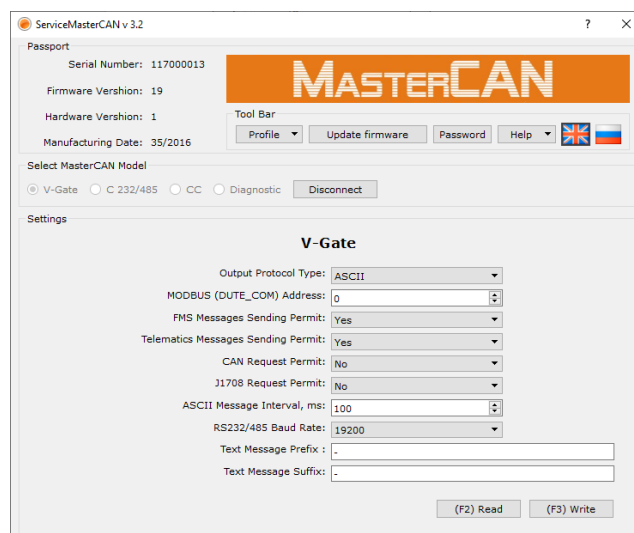 ServiceMasterCAN v 3.2
Passport
Serial Number: 117000013
Firmware Vershion: 19
Hardware Vershion: 1
Manufacturing Date: 35/2016
MASTERCAN
Tool Bar
Profile Update firmware Password Help
Select MasterCAN Model
V-Gate C 232/485 CC Diagnostic Disconnect
Settings
V-Gate
Output Protocol Type: ASCII
MODBUS (DUTE_COM) Address: 0
FMS Messages Sending Permit: Yes
Telematics Messages Sending Permit: Yes
CAN Request Permit: No
J1708 Request Permit: No
ASCII Message Interval, ms: 100
RS232/485 Baud Rate: 19200
Text Message Prefix : -
Text Message Suffix: -
(F2) Read (F3) Write